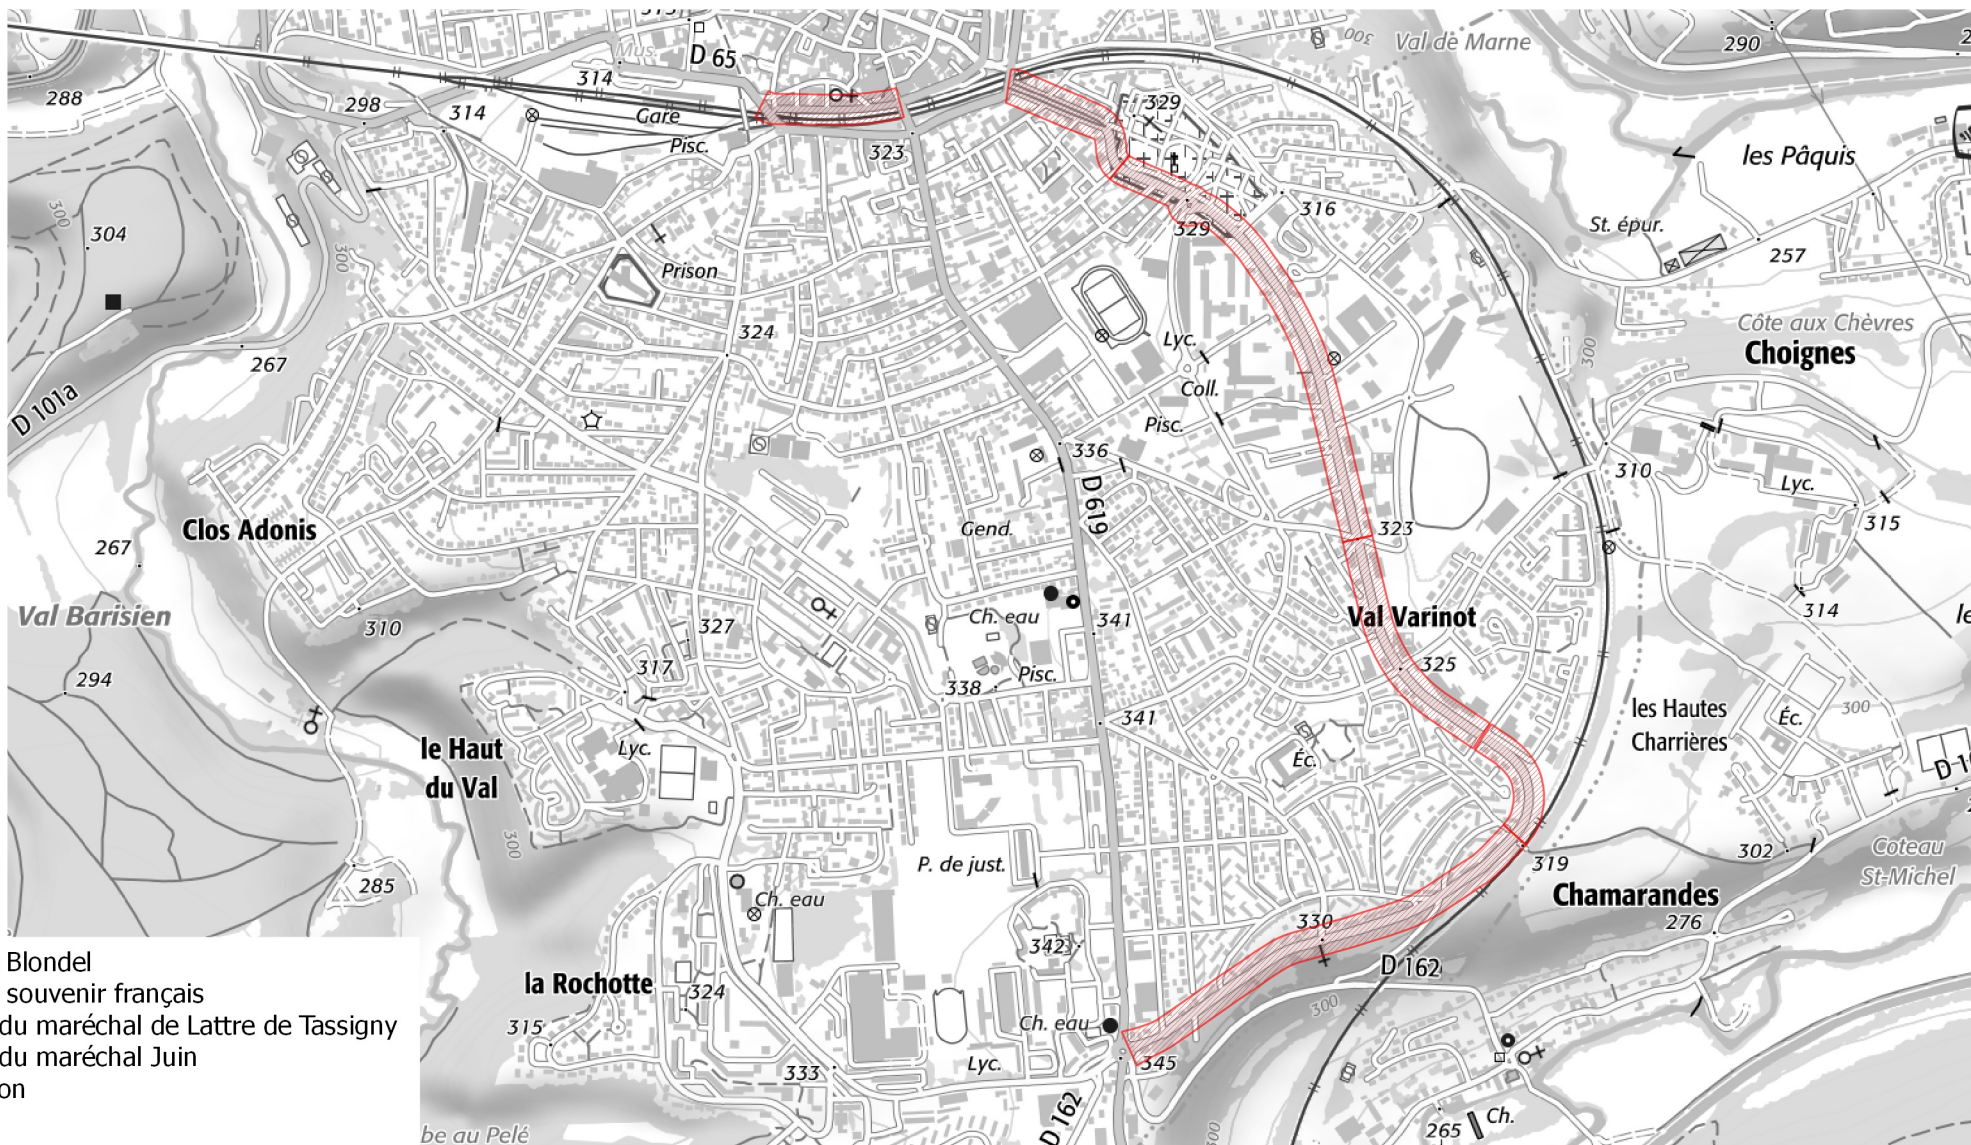 Mus.
D 65
300
Val de Marne
290
314
288
298
314
Gare
Pisc.
323
329
les Pâquis
316
St. épur.
300
304
329
257
300
Prison
324
Lyc.
Côte aux Chèvres
300
Choignes
267
D 101a
Coll.
Pisc.
336
310
Lyc.
D 619
Clos Adonis
Gend.
323
315
267
Val Barisien
Ch. eau
341
Val Varinot
314
310
327
317
325
294
Pisc.
338
341
les Hautes
Charrières
Éc.
300
le Haut
du Val
Lyc.
Éc.
300
P. de just.
319
302
Coteau
St-Michel
285
Ch. eau
Chamarandes
276
330
342
D 162
la Rochotte
324
315
Ch. eau
300
345
333
Lyc.
D 162
300
265
Ch.
be au Pelé
Blondel
souvenir français
du maréchal de Lattre de Tassigny
du maréchal Juin
on